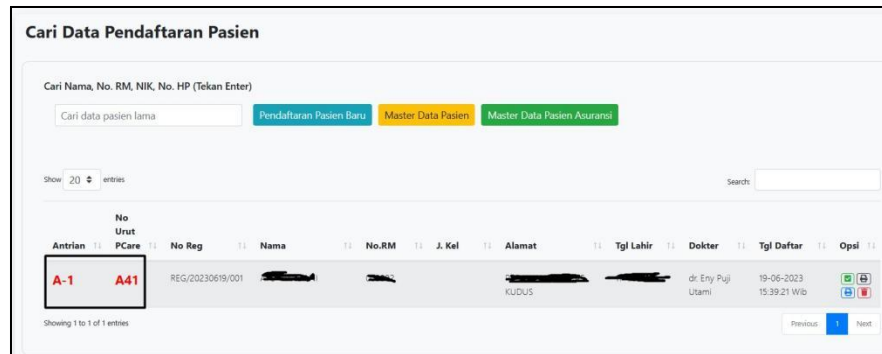 Cari Data Pendaftaran Pasien
Cari Nama, No. RM, NIK, No. HP (Tekan Enter)
Cari data pasien lama Pendaftaran Pasien Baru Master Data Pasien Master Data Pasien Asuransi
Show 20 entries Search:
Antrian No Urut PCare No Reg Nama No.RM J. Kel Alamat Tgl Lahir Dokter Tgl Daftar Opsi
A-1 A41 REG/20230619/001 dr. Eny Puji 19-06-2023
KUDUS Utami 15:39:21 Wib
Showing 1 to 1 of 1 entries Previous 1 Next